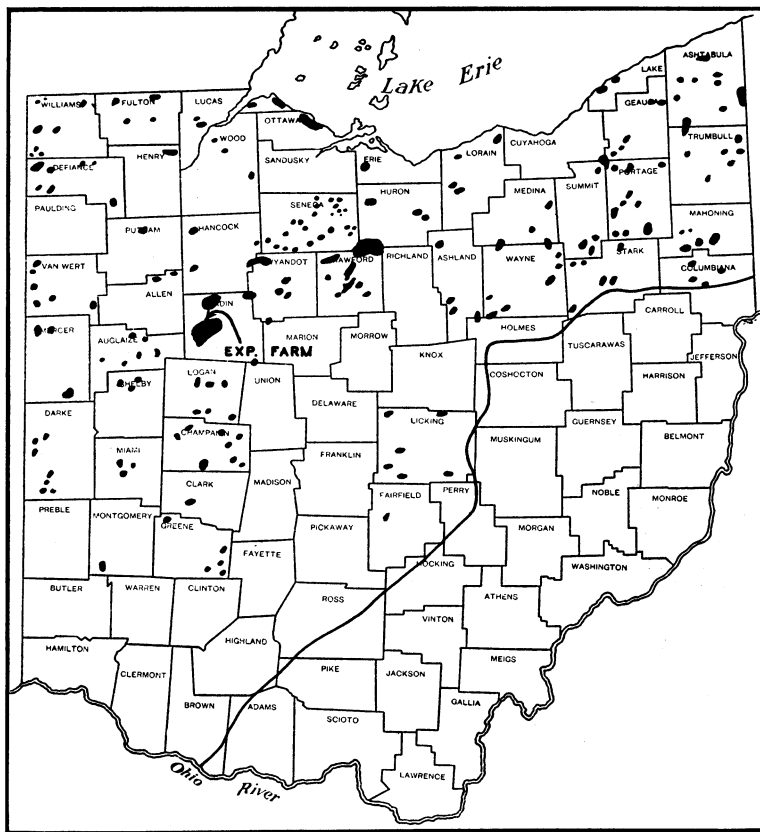 Lake Erie
ASHTABULA
LAKE
GEAUGA
WILLIAMS
FULTON
LUCAS
OTTAWA
WOOD
SANDUSKY
ERIE
LORAIN
CUYAHOGA
TRUMBULL
HENRY
DEFIANCE
HURON
MEDINA
SUMMIT
PORTAGE
PAULDING
SENECA
MAHONING
PUTNAM
HANCOCK
VAN WERT
WYANDOT
CRAWFORD
RICHLAND
ASHLAND
WAYNE
STARK
COLUMBIANA
ALLEN
CARROLL
MERCER
AUGLAIZE
MARION
MORROW
HOLMES
EXP. FARM
TUSCARAWAS
JEFFERSON
KNOX
LOGAN
UNION
COSHOCTON
HARRISON
SHELBY
DELAWARE
DARKE
LICKING
GUERNSEY
CHAMPAIGN
BELMONT
MUSKINGUM
MIAMI
FRANKLIN
CLARK
MADISON
FAIRFIELD
PERRY
NOBLE
MONROE
PREBLE
MONTGOMERY
GREENE
PICKAWAY
MORGAN
FAYETTE
HOCKING
WASHINGTON
BUTLER
WARREN
CLINTON
ROSS
ATHENS
VINTON
HIGHLAND
HAMILTON
MEIGS
PIKE
JACKSON
CLERMONT
GALLIA
BROWN
ADAMS
SCIOTO
Ohio River
LAWRENCE